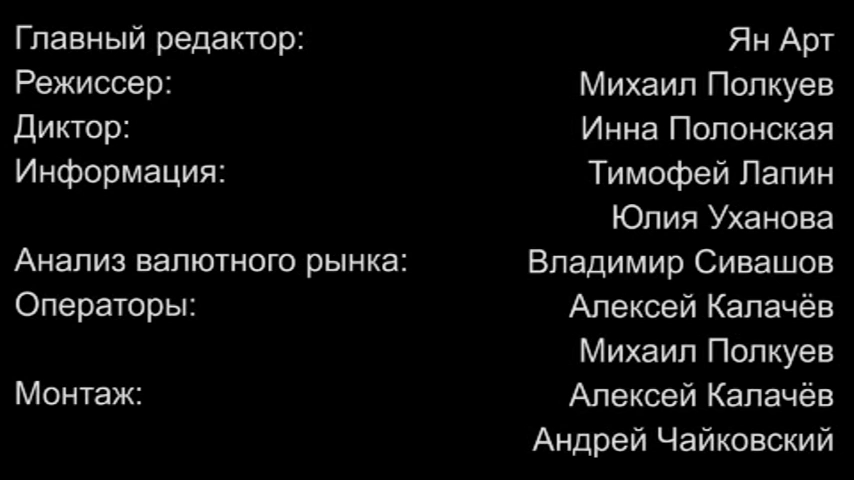 Главный редактор: Ян Арт
Режиссер: Михаил Полкуев
Диктор: Инна Полонская
Информация: Тимофей Лапин
Юлия Уханова
Анализ валютного рынка: Владимир Сивашов
Операторы: Алексей Калачёв
Михаил Полкуев
Монтаж: Алексей Калачёв
Андрей Чайковский